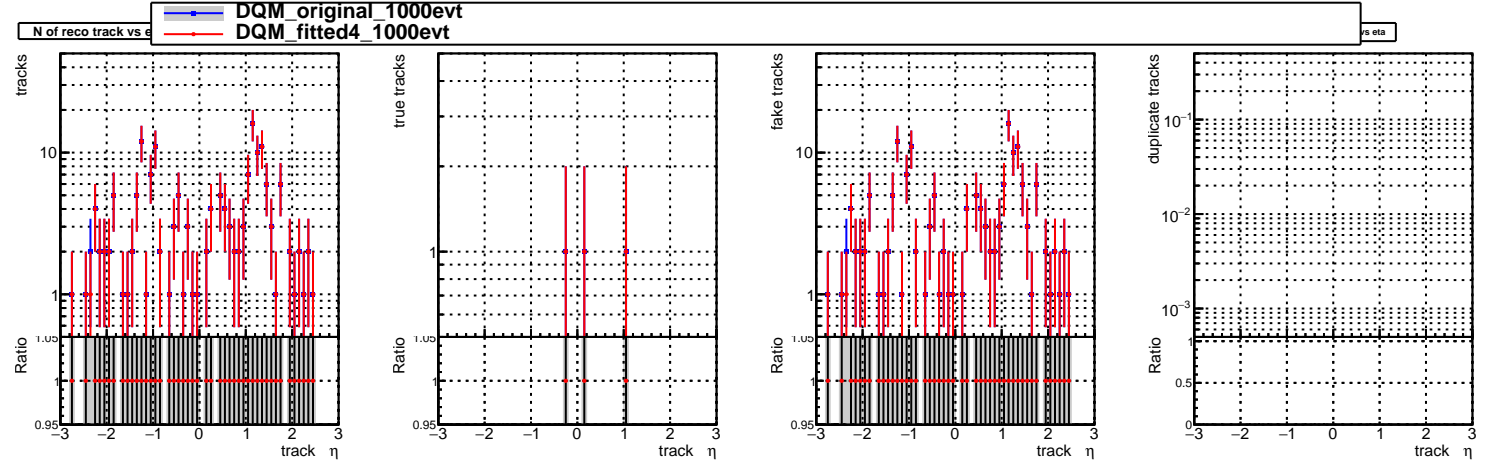 DQM_original_1000evt
DQM_fitted4_1000evt
N of reco track vs e
vs eta
tracks
10
1
Ratio
1.05
1
0.95
−3 −2 −1 0 1 2 3
track η
true tracks
1
Ratio
1.05
1
0.95
−3 −2 −1 0 1 2 3
track η
fake tracks
10
1
Ratio
1.05
1
0.95
−3 −2 −1 0 1 2 3
track η
duplicate tracks
10−1
10−2
10−3
Ratio
1
0.5
0
−3 −2 −1 0 1 2 3
track η